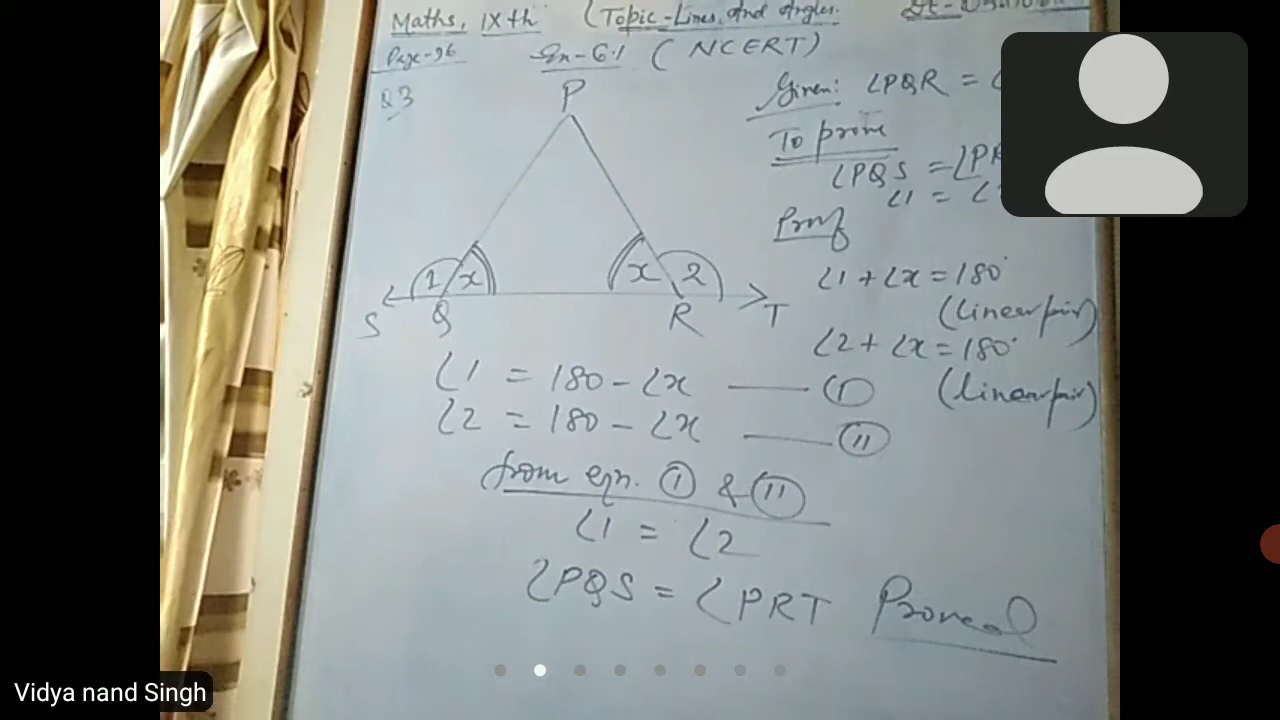 Maths, IXth (Topic-Lines, And Angles.
Page-96 Ex-6.1 (NCERT)
Q3
P
1 x x 2
S Q R T
Given: ∠PQR =
To prove
∠PQS =
∠1 =
Proof
∠1 + ∠x = 180°
(linear pair)
∠2 + ∠x = 180°
(linear pair)
∠1 = 180 - ∠x —— (I)
∠2 = 180 - ∠x —— (II)
from eqn. (I) & (II)
∠1 = ∠2
∠PQS = ∠PRT Proved
Vidya nand Singh